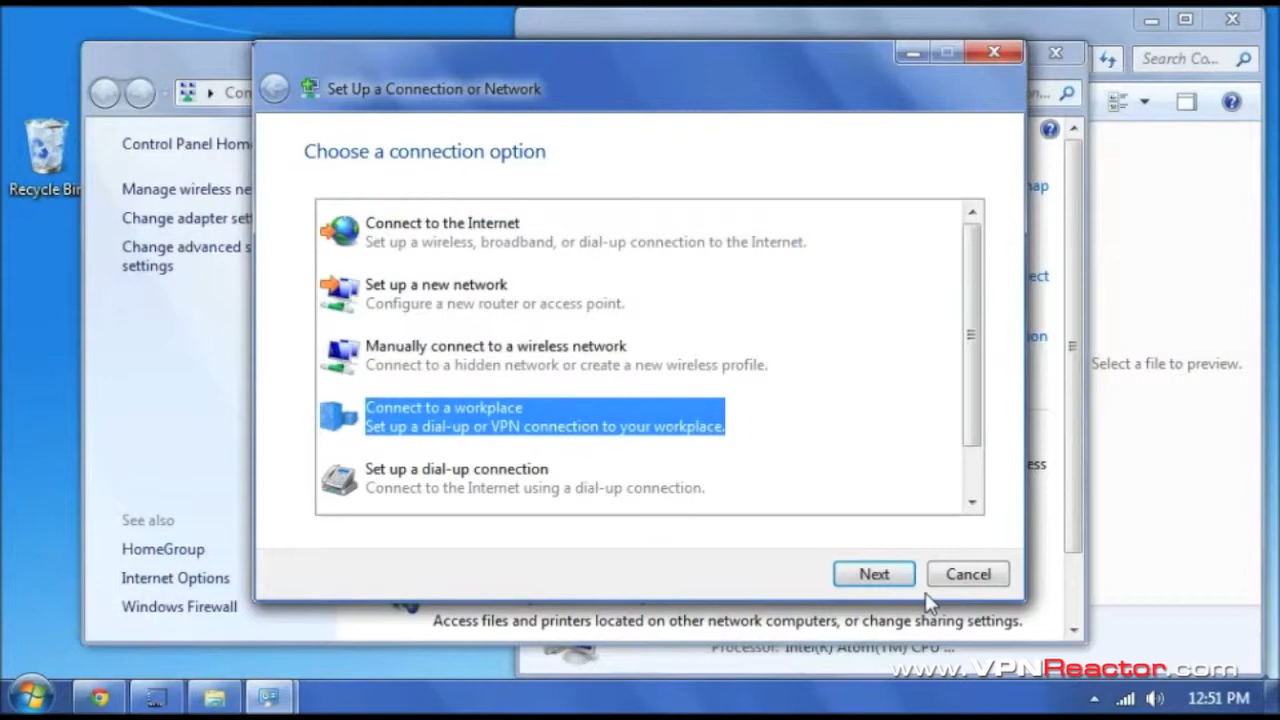 Search Co...
Con
n...
Set Up a Connection or Network
Control Panel Hom
Manage wireless ne
Change adapter set
Change advanced s
settings
Recycle Bin
Choose a connection option
Connect to the Internet
Set up a wireless, broadband, or dial-up connection to the Internet.
Set up a new network
Configure a new router or access point.
Manually connect to a wireless network
Connect to a hidden network or create a new wireless profile.
Connect to a workplace
Set up a dial-up or VPN connection to your workplace.
Set up a dial-up connection
Connect to the Internet using a dial-up connection.
ap
ect
ion
ess
Select a file to preview.
See also
HomeGroup
Internet Options
Windows Firewall
Next
Cancel
Access files and printers located on other network computers, or change sharing settings.
Processor: Intel(R) Atom(TM) CPU ...
www.VPNReactor.com
12:51 PM